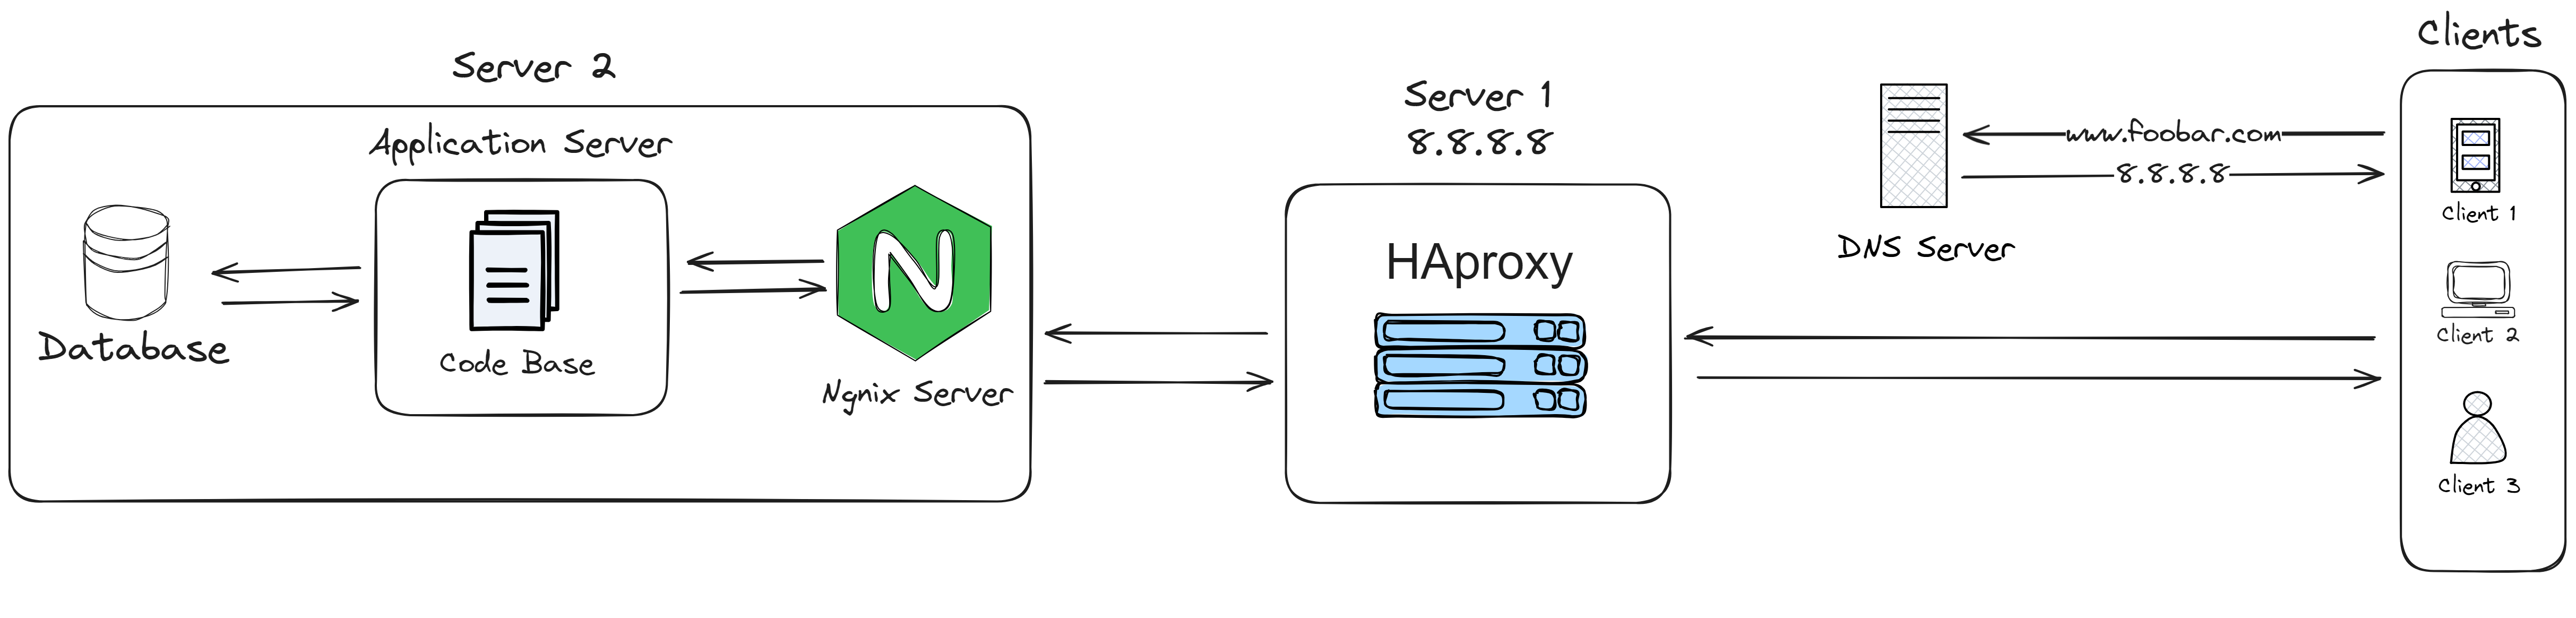 Clients
Server 2
Server 1
8.8.8.8
Application Server
www.foobar.com
8.8.8.8
Client 1
DNS Server
HAproxy
N
Database
Code Base
Ngnix Server
Client 2
Client 3